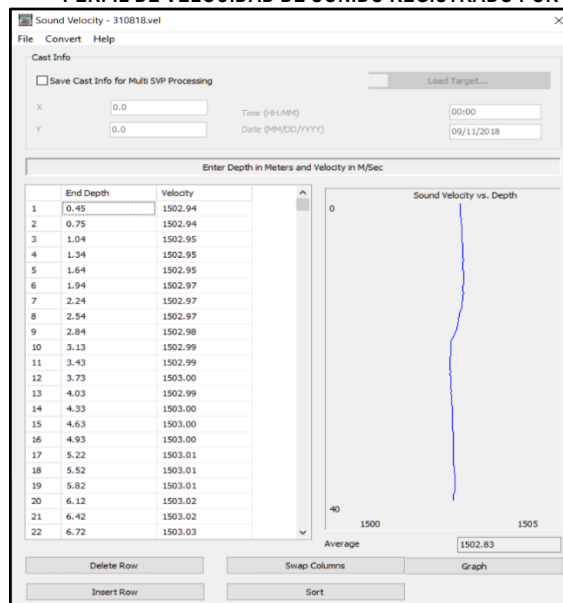 PERFIL DE VELOCIDAD DE SONIDO REGISTRADO POR
Sound Velocity - 310818.vel
File Convert Help
Cast Info
Save Cast Info for Multi SVP Processing
Load Target...
X 0.0 Time (HH:MM) 00:00
Y 0.0 Date (MM/DD/YYYY) 09/11/2018
Enter Depth in Meters and Velocity in M/Sec
End Depth Velocity
1 0.45 1502.94
2 0.75 1502.94
3 1.04 1502.95
4 1.34 1502.95
5 1.64 1502.95
6 1.94 1502.97
7 2.24 1502.97
8 2.54 1502.97
9 2.84 1502.98
10 3.13 1502.99
11 3.43 1502.99
12 3.73 1503.00
13 4.03 1502.99
14 4.33 1503.00
15 4.63 1503.00
16 4.93 1503.00
17 5.22 1503.01
18 5.52 1503.01
19 5.82 1503.01
20 6.12 1503.02
21 6.42 1503.02
22 6.72 1503.03
Sound Velocity vs. Depth
0
40
1500 1505
Average 1502.83
Delete Row Swap Columns Graph
Insert Row Sort